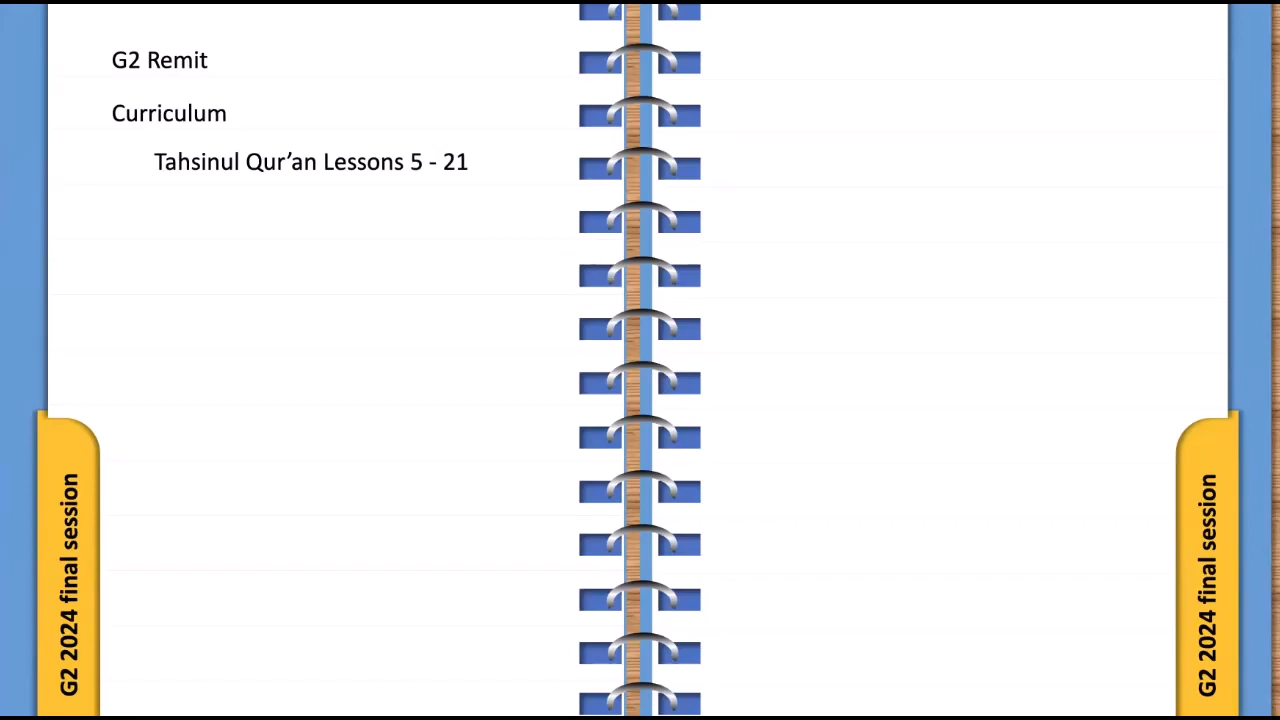 G2 Remit
Curriculum
Tahsinul Qur’an Lessons 5 - 21
G2 2024 final session
G2 2024 final session